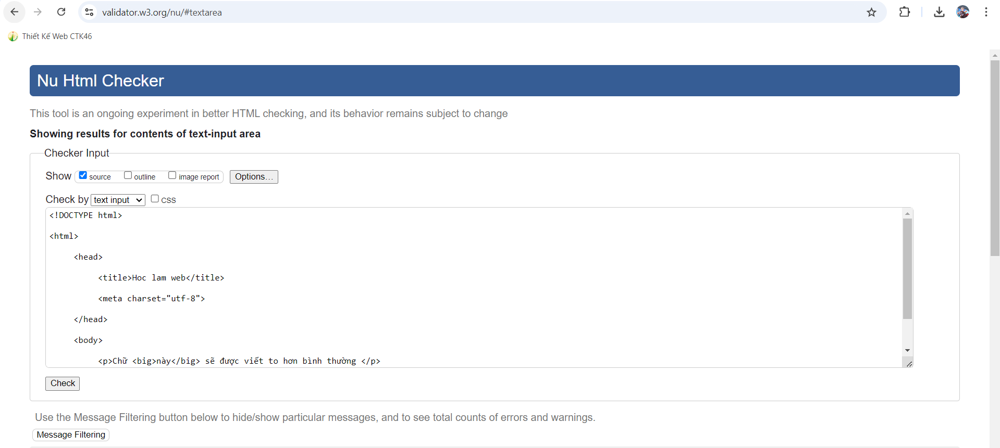 validator.w3.org/nu/#textarea
Thiết Kế Web CTK46
Nu Html Checker
This tool is an ongoing experiment in better HTML checking, and its behavior remains subject to change
Showing results for contents of text-input area
Checker Input
Show source outline image report Options...
Check by text input CSS
<!DOCTYPE html>
<html>
<head>
<title>Hoc lam web</title>
<meta charset="utf-8">
</head>
<body>
<p>Chữ <big>này</big> sẽ được viết to hơn bình thường </p>
Check
Use the Message Filtering button below to hide/show particular messages, and to see total counts of errors and warnings.
Message Filtering